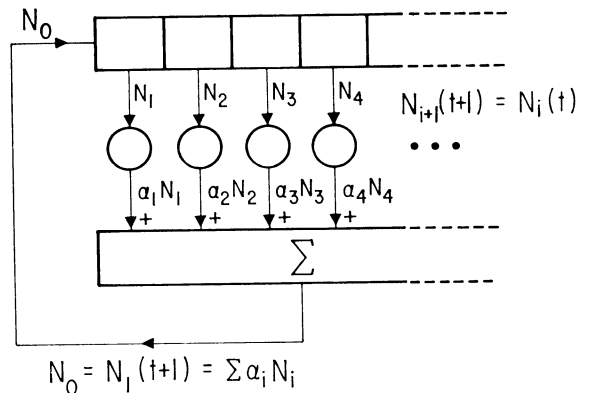 N₀
N₁ N₂ N₃ N₄
Nᵢ₊₁(t+1) = Nᵢ(t)
• • •
α₁N₁ α₂N₂ α₃N₃ α₄N₄
+ + + +
Σ
N₀ = N₁(t+1) = Σαᵢ Nᵢ